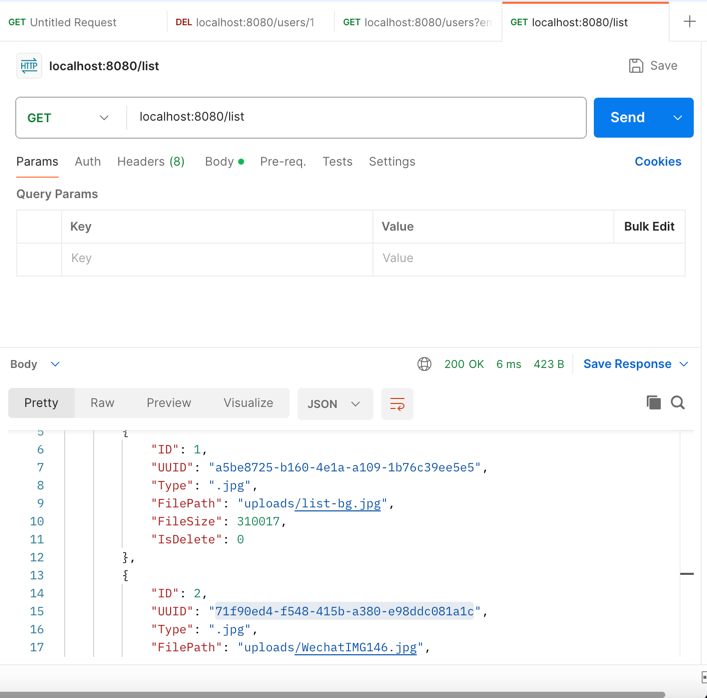 GET Untitled Request DEL localhost:8080/users/1 GET localhost:8080/users?en GET localhost:8080/list
HTTP localhost:8080/list Save
GET localhost:8080/list Send
Params Auth Headers (8) Body Pre-req. Tests Settings Cookies
Query Params
Key Value Bulk Edit
Key Value
Body 200 OK 6 ms 423 B Save Response
Pretty Raw Preview Visualize JSON
5 {
6 "ID": 1,
7 "UUID": "a5be8725-b160-4e1a-a109-1b76c39ee5e5",
8 "Type": ".jpg",
9 "FilePath": "uploads/list-bg.jpg",
10 "FileSize": 310017,
11 "IsDelete": 0
12 },
13 {
14 "ID": 2,
15 "UUID": "71f90ed4-f548-415b-a380-e98ddc081a1c",
16 "Type": ".jpg",
17 "FilePath": "uploads/WechatIMG146.jpg",